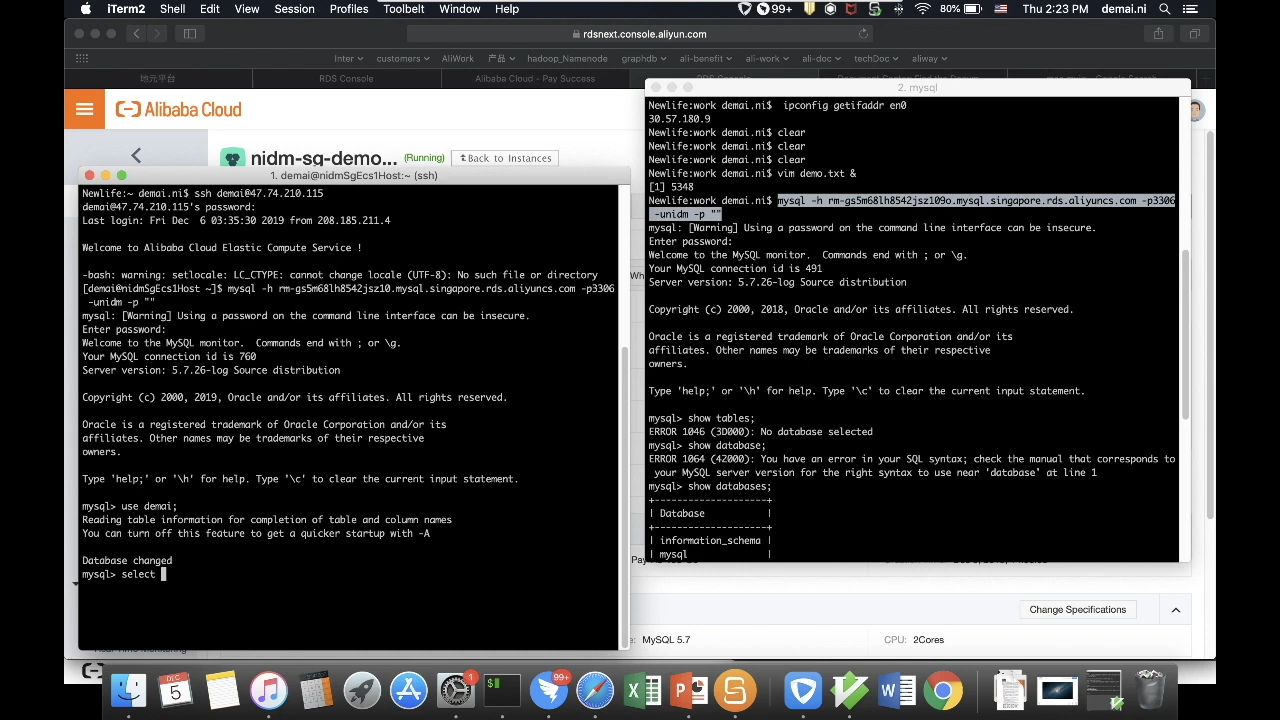 iTerm2 Shell Edit View Session Profiles Toolbelt Window Help
99+ 80% Thu 2:23 PM demai.ni
rdsnext.console.aliyun.com
Inter customers AliWork 产品 hadoop_Namenode graphdb ali-benefit ali-work ali-doc techDoc aliway
地元平台 RDS Console Alibaba Cloud - Pay Success RDS Console
Alibaba Cloud
nidm-sg-demo... (Running) Back to Instances
1. demai@nidmSgEcs1Host:~ (ssh)
Newlife:~ demai.ni$ ssh demai@47.74.210.115
demai@47.74.210.115's password:
Last login: Fri Dec  6 03:35:30 2019 from 208.185.211.4
Welcome to Alibaba Cloud Elastic Compute Service !
-bash: warning: setlocale: LC_CTYPE: cannot change locale (UTF-8): No such file or directory
[demai@nidmSgEcs1Host ~]$ mysql -h rm-gs5m68lh8542jsz10.mysql.singapore.rds.aliyuncs.com -p3306
-unidm -p ""
mysql: [Warning] Using a password on the command line interface can be insecure.
Enter password:
Welcome to the MySQL monitor.  Commands end with ; or \g.
Your MySQL connection id is 760
Server version: 5.7.26-log Source distribution
Copyright (c) 2000, 2019, Oracle and/or its affiliates. All rights reserved.
Oracle is a registered trademark of Oracle Corporation and/or its
affiliates. Other names may be trademarks of their respective
owners.
Type 'help;' or '\h' for help. Type '\c' to clear the current input statement.
mysql> use demai;
Reading table information for completion of table and column names
You can turn off this feature to get a quicker startup with -A
Database changed
mysql> select
2. mysql
Newlife:work demai.ni$  ipconfig getifaddr en0
30.57.180.9
Newlife:work demai.ni$ clear
Newlife:work demai.ni$ clear
Newlife:work demai.ni$ clear
Newlife:work demai.ni$ vim demo.txt &
[1] 5348
Newlife:work demai.ni$ mysql -h rm-gs5m68lh8542jsz109o.mysql.singapore.rds.aliyuncs.com -p3306
-unidm -p ""
mysql: [Warning] Using a password on the command line interface can be insecure.
Enter password:
Welcome to the MySQL monitor.  Commands end with ; or \g.
Your MySQL connection id is 491
Server version: 5.7.26-log Source distribution
Copyright (c) 2000, 2018, Oracle and/or its affiliates. All rights reserved.
Oracle is a registered trademark of Oracle Corporation and/or its
affiliates. Other names may be trademarks of their respective
owners.
Type 'help;' or '\h' for help. Type '\c' to clear the current input statement.
mysql> show tables;
ERROR 1046 (3D000): No database selected
mysql> show database;
ERROR 1064 (42000): You have an error in your SQL syntax; check the manual that corresponds to
your MySQL server version for the right syntax to use near 'database' at line 1
mysql> show databases;
+--------------------+
| Database           |
+--------------------+
| information_schema |
| mysql              |
Wh
Change Specifications
MySQL 5.7 CPU: 2Cores
DEC 5 1 99+